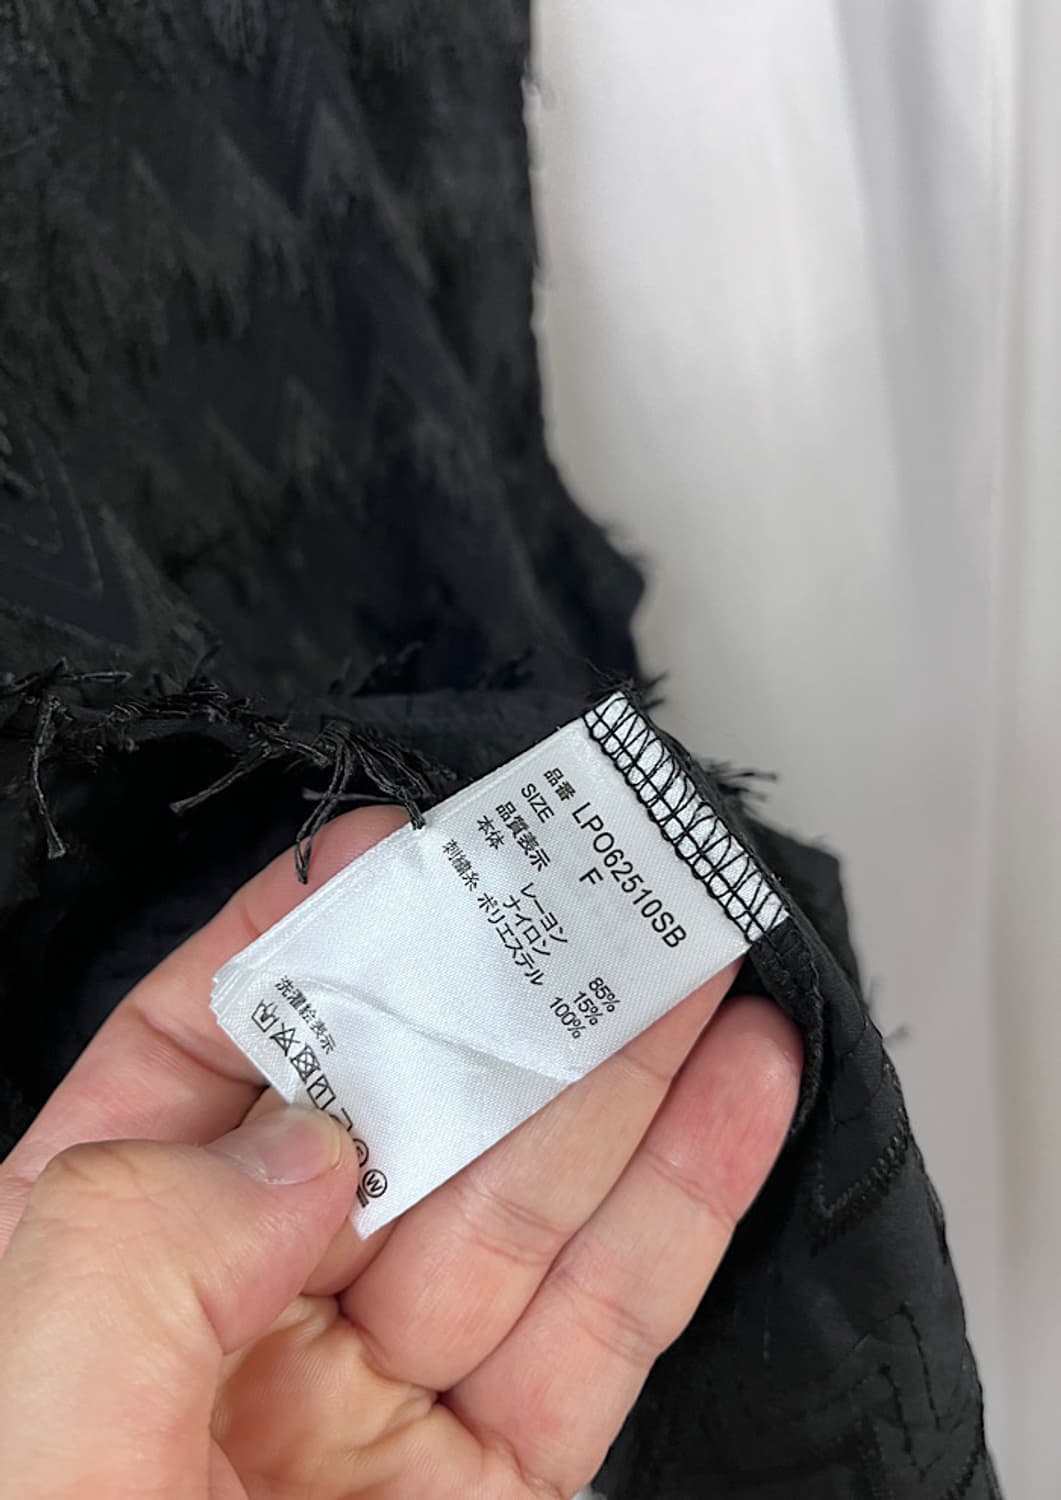 品番 LPO62510SB
SIZE F
品質表示
本体 レーヨン 85%
ナイロン 15%
刺繍糸 ポリエステル 100%
洗濯絵表示
W